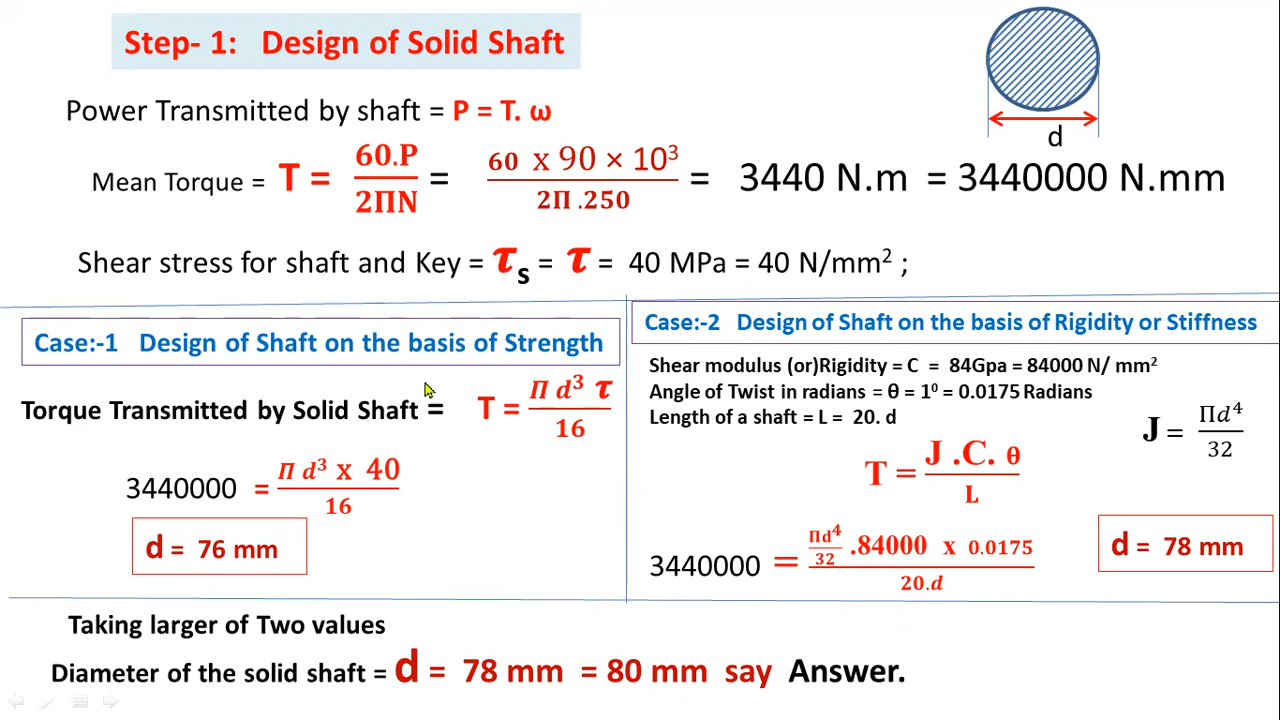 Step- 1: Design of Solid Shaft
d
Power Transmitted by shaft = P = T. ω
Mean Torque = T = 60.P / 2ΠN = 60 x 90 × 10³ / 2Π .250 = 3440 N.m = 3440000 N.mm
Shear stress for shaft and Key = τs = τ = 40 MPa = 40 N/mm² ;
Case:-1 Design of Shaft on the basis of Strength
Torque Transmitted by Solid Shaft = T = Π d³ τ / 16
3440000 = Π d³ x 40 / 16
d = 76 mm
Case:-2 Design of Shaft on the basis of Rigidity or Stiffness
Shear modulus (or)Rigidity = C = 84Gpa = 84000 N/ mm²
Angle of Twist in radians = θ = 1⁰ = 0.0175 Radians
Length of a shaft = L = 20. d
J = Πd⁴ / 32
T = J .C. θ / L
3440000 = Πd⁴/32 .84000 x 0.0175 / 20.d
d = 78 mm
Taking larger of Two values
Diameter of the solid shaft = d = 78 mm = 80 mm say Answer.